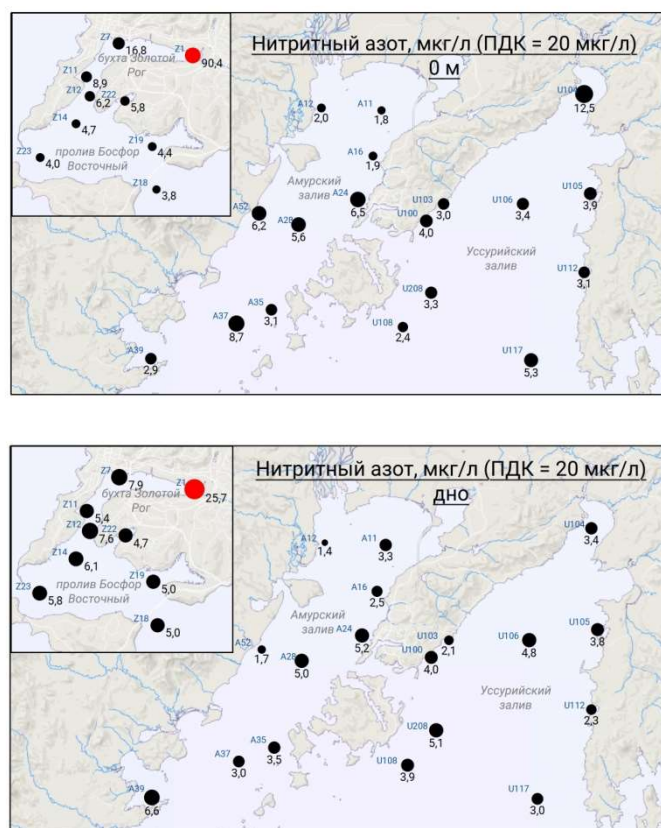 Нитритный азот, мкг/л (ПДК = 20 мкг/л)
0 м
Z7
16,8
Z1
90,4
бухта Золотой
Рог
Z11
8,9
Z12
6,2
Z22
5,8
Z14
4,7
Z19
4,4
пролив Босфор
Восточный
Z23
4,0
Z18
3,8
A12
2,0
A11
1,8
U104
12,5
A16
1,9
Амурский
залив
A24
6,5
U103
3,0
U106
3,4
U105
3,9
A52
6,2
A28
5,6
U100
4,0
Уссурийский
залив
U112
3,1
U208
3,3
A35
3,1
A37
8,7
U108
2,4
A39
2,9
U117
5,3
Нитритный азот, мкг/л (ПДК = 20 мкг/л)
дно
Z7
7,9
Z1
25,7
бухта Золотой
Рог
Z11
5,4
Z12
7,6
Z22
4,7
Z14
6,1
Z19
5,0
пролив Босфор
Восточный
Z23
5,8
Z18
5,0
A12
1,4
A11
3,3
U104
3,4
A16
2,5
Амурский
залив
A24
5,2
U103
2,1
U106
4,8
U105
3,8
A52
1,7
A28
5,0
U100
4,0
Уссурийский
залив
U112
2,3
U208
5,1
A35
3,5
A37
3,0
U108
3,9
A39
6,6
U117
3,0